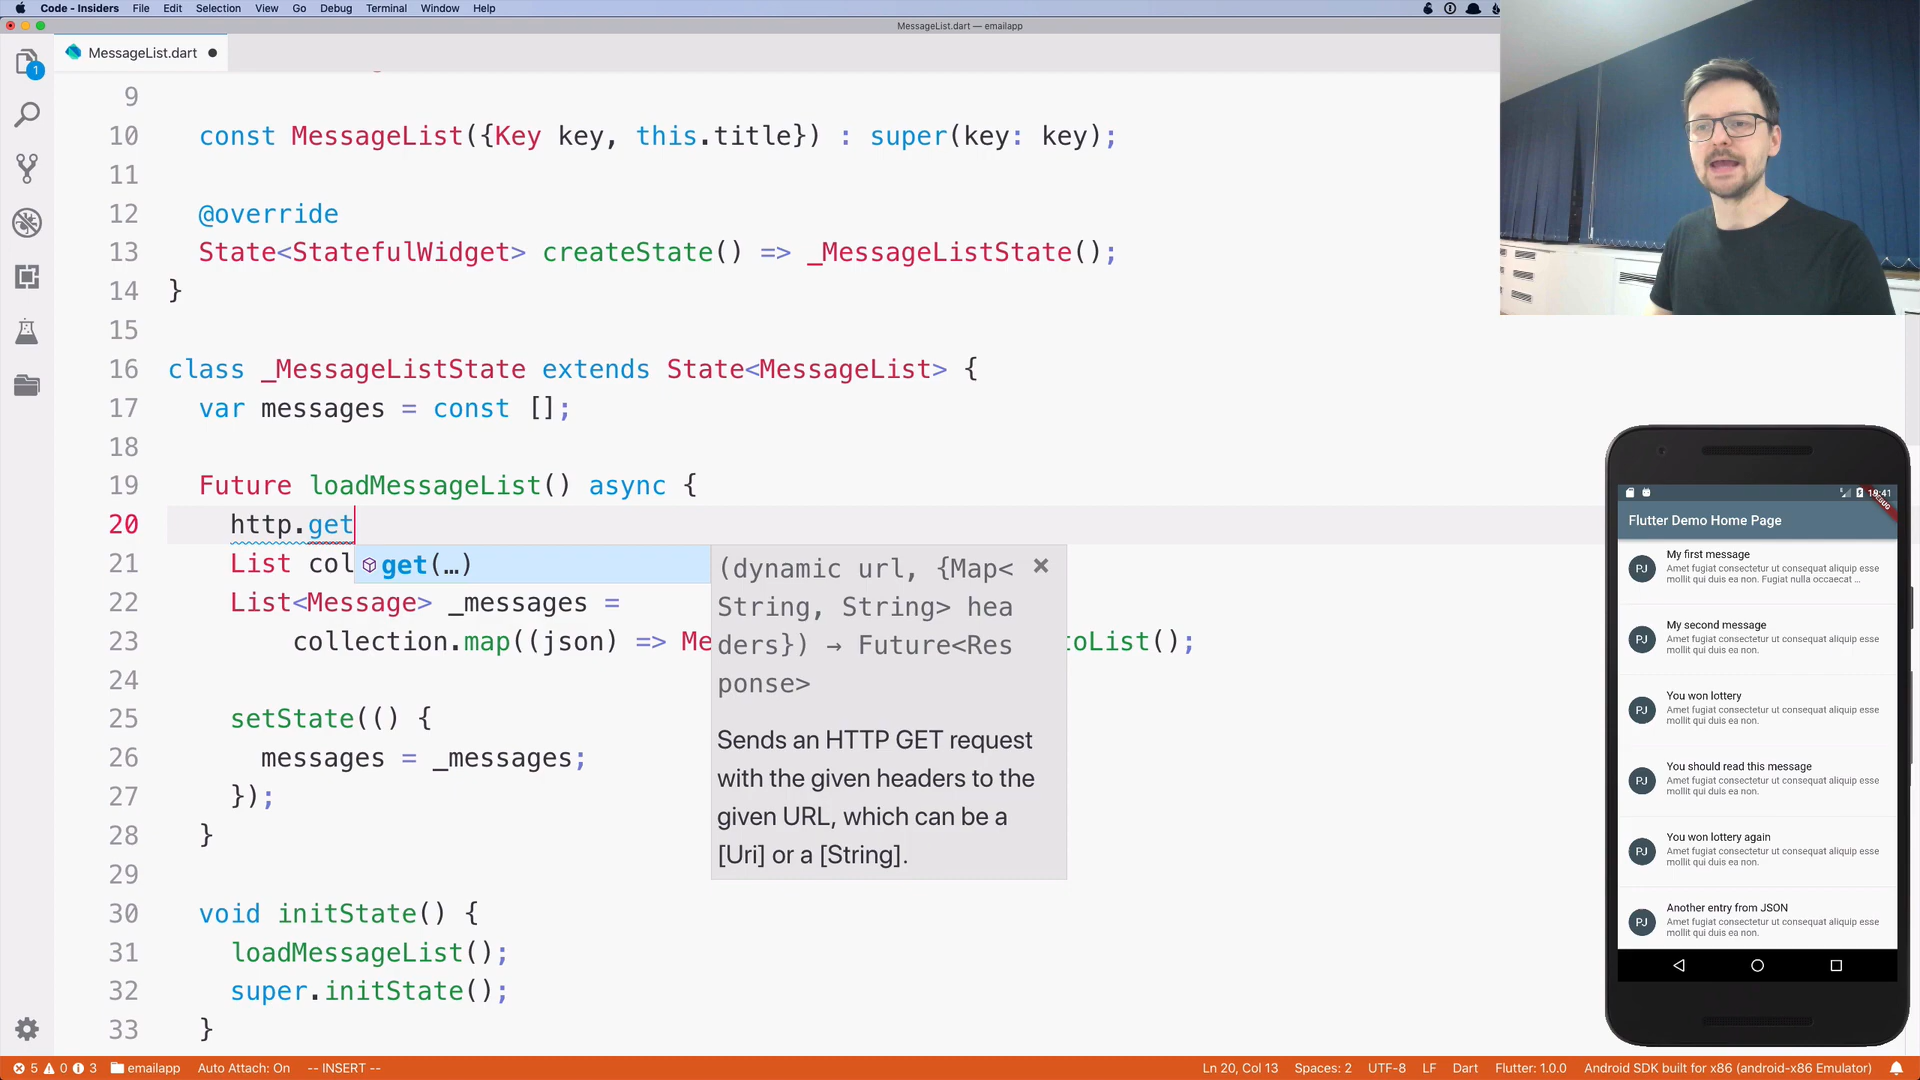 Code - Insiders File Edit Selection View Go Debug Terminal Window Help
MessageList.dart — emailapp
MessageList.dart
1
9
10 const MessageList({Key key, this.title}) : super(key: key);
11
12 @override
13 State<StatefulWidget> createState() => _MessageListState();
14 }
15
16 class _MessageListState extends State<MessageList> {
17 var messages = const [];
18
19 Future loadMessageList() async {
20 http.get
21 List col
get(…)
22 List<Message> _messages =
23 collection.map((json) => Me
toList();
24
25 setState(() {
26 messages = _messages;
27 });
28 }
29
30 void initState() {
31 loadMessageList();
32 super.initState();
33 }
(dynamic url, {Map<
String, String> hea
ders}) → Future<Res
ponse>
Sends an HTTP GET request
with the given headers to the
given URL, which can be a
[Uri] or a [String].
18:41
Flutter Demo Home Page
PJ
My first message
Amet fugiat consectetur ut consequat aliquip esse
mollit qui duis ea non. Fugiat nulla occaecat ...
PJ
My second message
Amet fugiat consectetur ut consequat aliquip esse
mollit qui duis ea non.
PJ
You won lottery
Amet fugiat consectetur ut consequat aliquip esse
mollit qui duis ea non.
PJ
You should read this message
Amet fugiat consectetur ut consequat aliquip esse
mollit qui duis ea non.
PJ
You won lottery again
Amet fugiat consectetur ut consequat aliquip esse
mollit qui duis ea non.
PJ
Another entry from JSON
Amet fugiat consectetur ut consequat aliquip esse
mollit qui duis ea non.
5 0 3 emailapp Auto Attach: On -- INSERT -- Ln 20, Col 13 Spaces: 2 UTF-8 LF Dart Flutter: 1.0.0 Android SDK built for x86 (android-x86 Emulator)